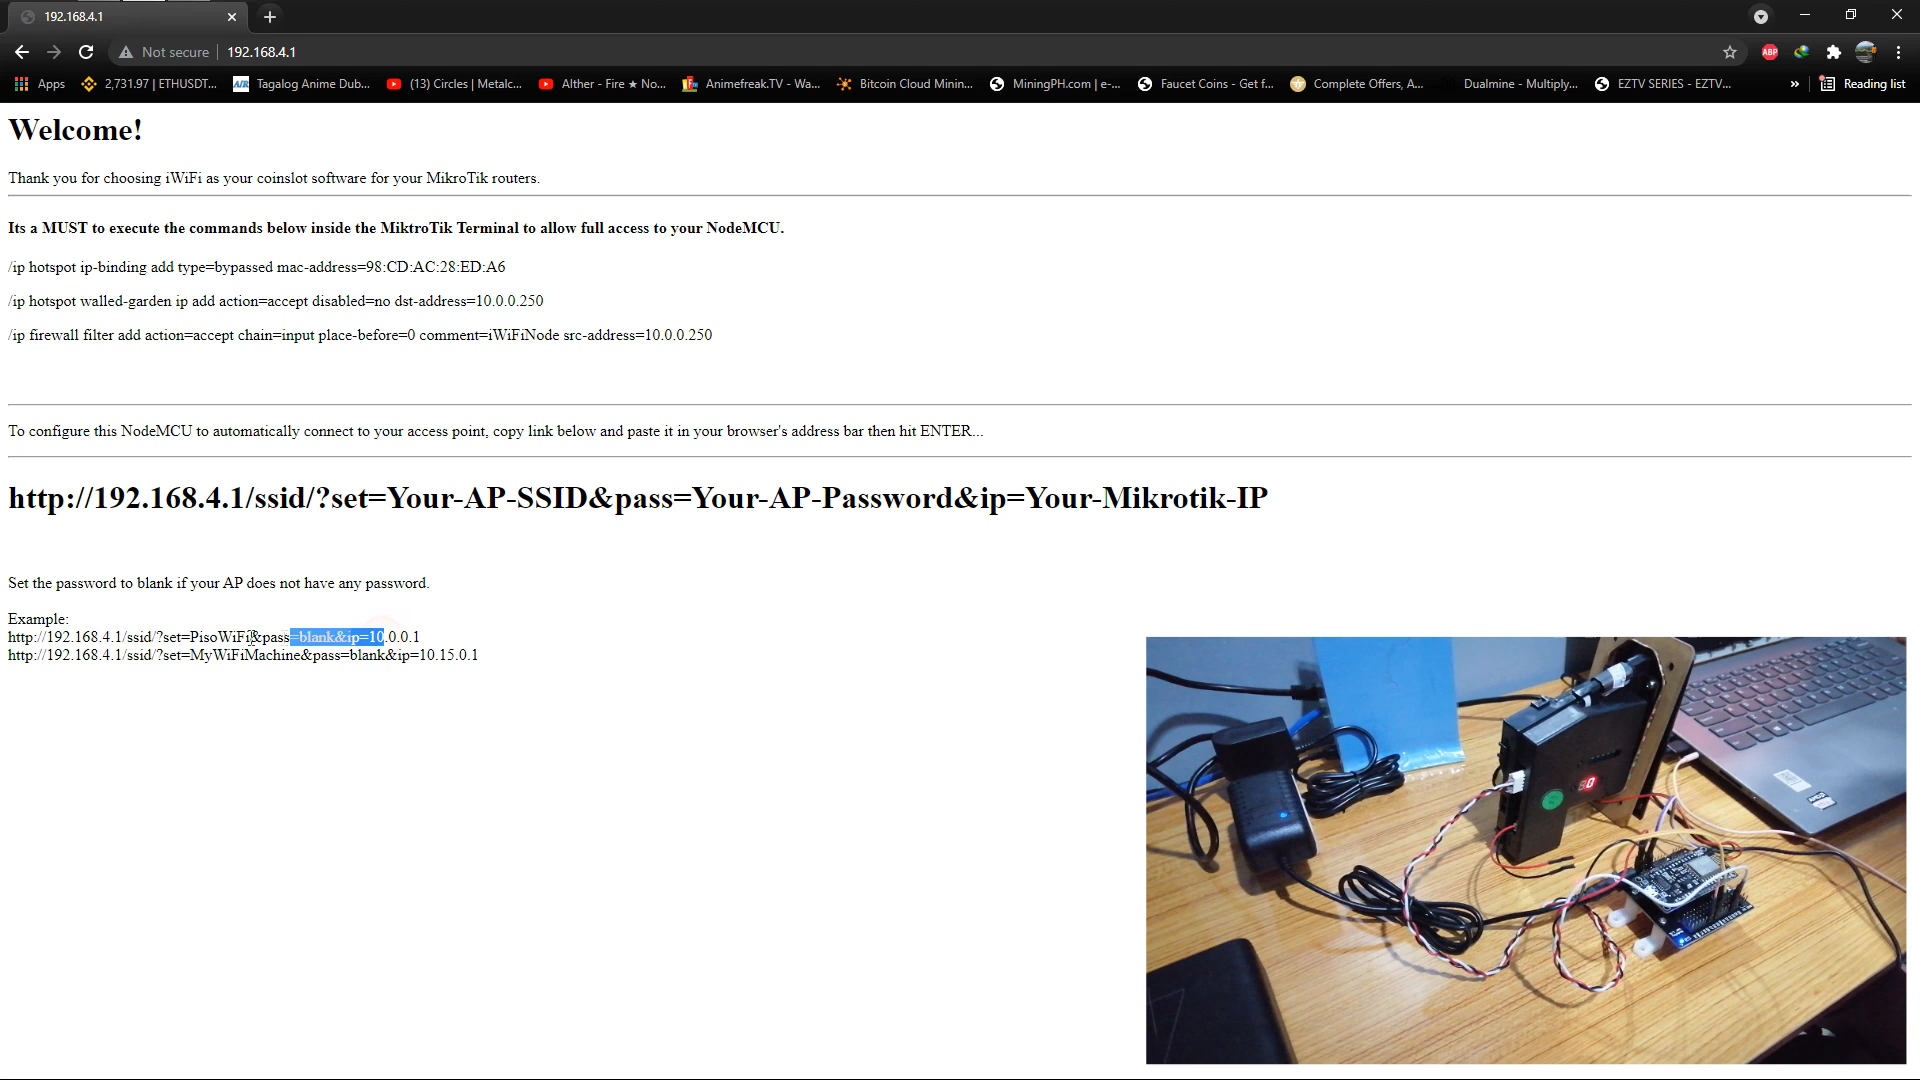 192.168.4.1
Not secure
192.168.4.1
ABP
Apps
2,731.97 | ETHUSDT...
Tagalog Anime Dub...
(13) Circles | Metalc...
Alther - Fire ★ No...
Animefreak.TV - Wa...
Bitcoin Cloud Minin...
MiningPH.com | e-...
Faucet Coins - Get f...
Complete Offers, A...
Dualmine - Multiply...
EZTV SERIES - EZTV...
»
Reading list
Welcome!
Thank you for choosing iWiFi as your coinslot software for your MikroTik routers.
Its a MUST to execute the commands below inside the MiktroTik Terminal to allow full access to your NodeMCU.
/ip hotspot ip-binding add type=bypassed mac-address=98:CD:AC:28:ED:A6
/ip hotspot walled-garden ip add action=accept disabled=no dst-address=10.0.0.250
/ip firewall filter add action=accept chain=input place-before=0 comment=iWiFiNode src-address=10.0.0.250
To configure this NodeMCU to automatically connect to your access point, copy link below and paste it in your browser's address bar then hit ENTER...
http://192.168.4.1/ssid/?set=Your-AP-SSID&pass=Your-AP-Password&ip=Your-Mikrotik-IP
Set the password to blank if your AP does not have any password.
Example:
http://192.168.4.1/ssid/?set=PisoWiFi&pass=blank&ip=10.0.0.1
http://192.168.4.1/ssid/?set=MyWiFiMachine&pass=blank&ip=10.15.0.1